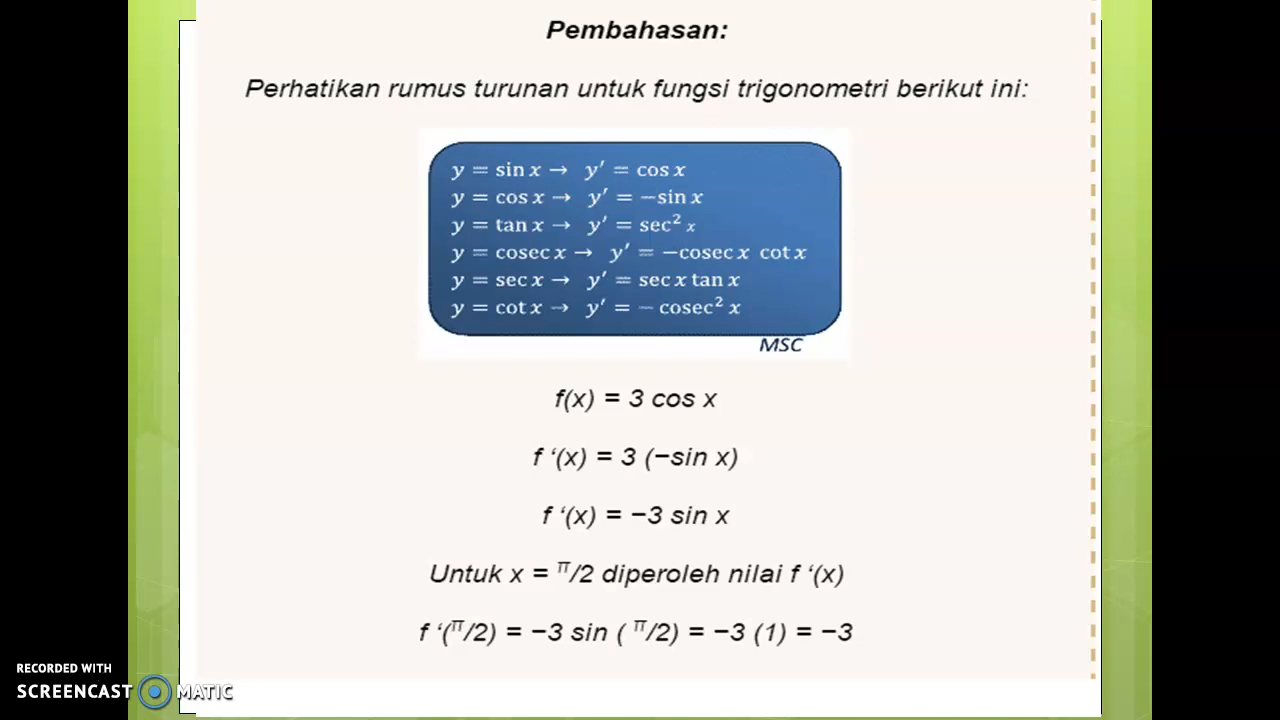 Pembahasan:
Perhatikan rumus turunan untuk fungsi trigonometri berikut ini:
y = sin x → y′ = cos x
y = cos x → y′ = −sin x
y = tan x → y′ = sec² x
y = cosec x → y′ = −cosec x cot x
y = sec x → y′ = sec x tan x
y = cot x → y′ = − cosec² x
MSC
f(x) = 3 cos x
f ‘(x) = 3 (−sin x)
f ‘(x) = −3 sin x
Untuk x = π/2 diperoleh nilai f ‘(x)
f ‘(π/2) = −3 sin ( π/2) = −3 (1) = −3
RECORDED WITH
SCREENCAST MATIC